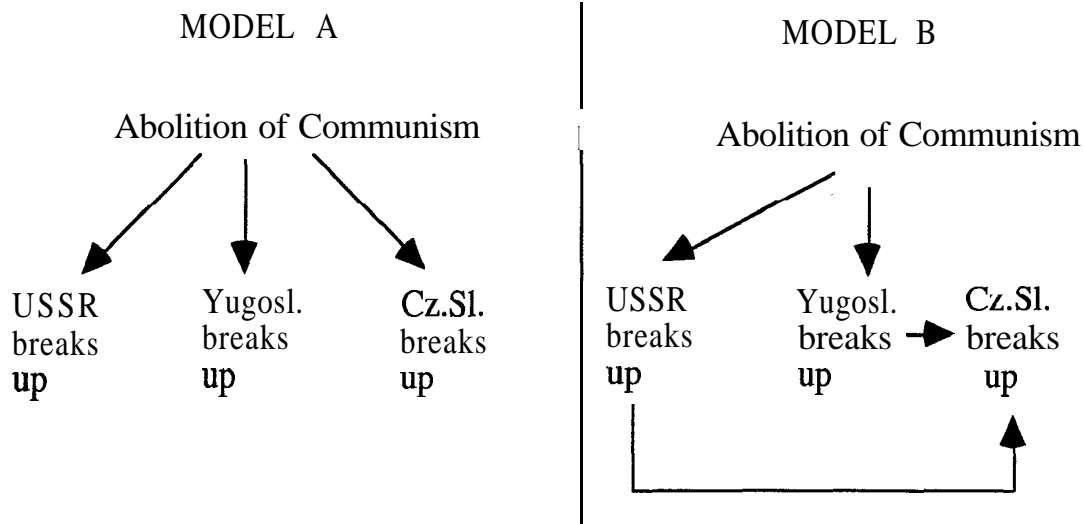 MODEL A
Abolition of Communism
USSR
breaks
up
Yugosl.
breaks
up
Cz.Sl.
breaks
up
MODEL B
Abolition of Communism
USSR
breaks
up
Yugosl.
breaks
up
Cz.Sl.
breaks
up